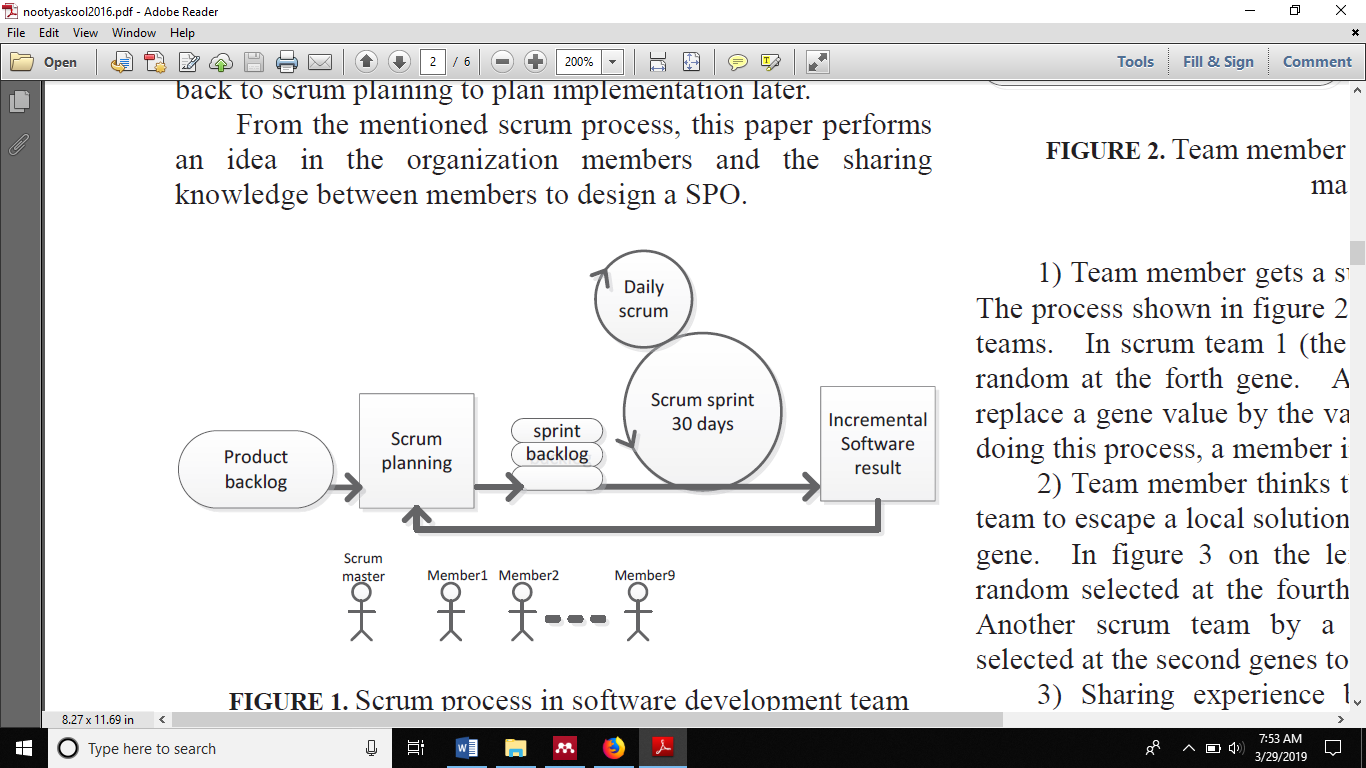 nootyaskool2016.pdf - Adobe Reader
File Edit View Window Help
Open
2 / 6
200%
Tools Fill & Sign Comment
back to scrum plaining to plan implementation later.
From the mentioned scrum process, this paper performs
an idea in the organization members and the sharing
knowledge between members to design a SPO.
Daily
scrum
Scrum sprint
30 days
Incremental
Software
result
sprint
backlog
Scrum
planning
Product
backlog
Scrum
master
Member1 Member2 Member9
FIGURE 1. Scrum process in software development team
FIGURE 2. Team member
ma
1) Team member gets a su
The process shown in figure 2
teams. In scrum team 1 (the
random at the forth gene. A
replace a gene value by the va
doing this process, a member i
2) Team member thinks t
team to escape a local solution
gene. In figure 3 on the le
random selected at the fourth
Another scrum team by a
selected at the second genes to
3) Sharing experience b
8.27 x 11.69 in
Type here to search
7:53 AM
3/29/2019